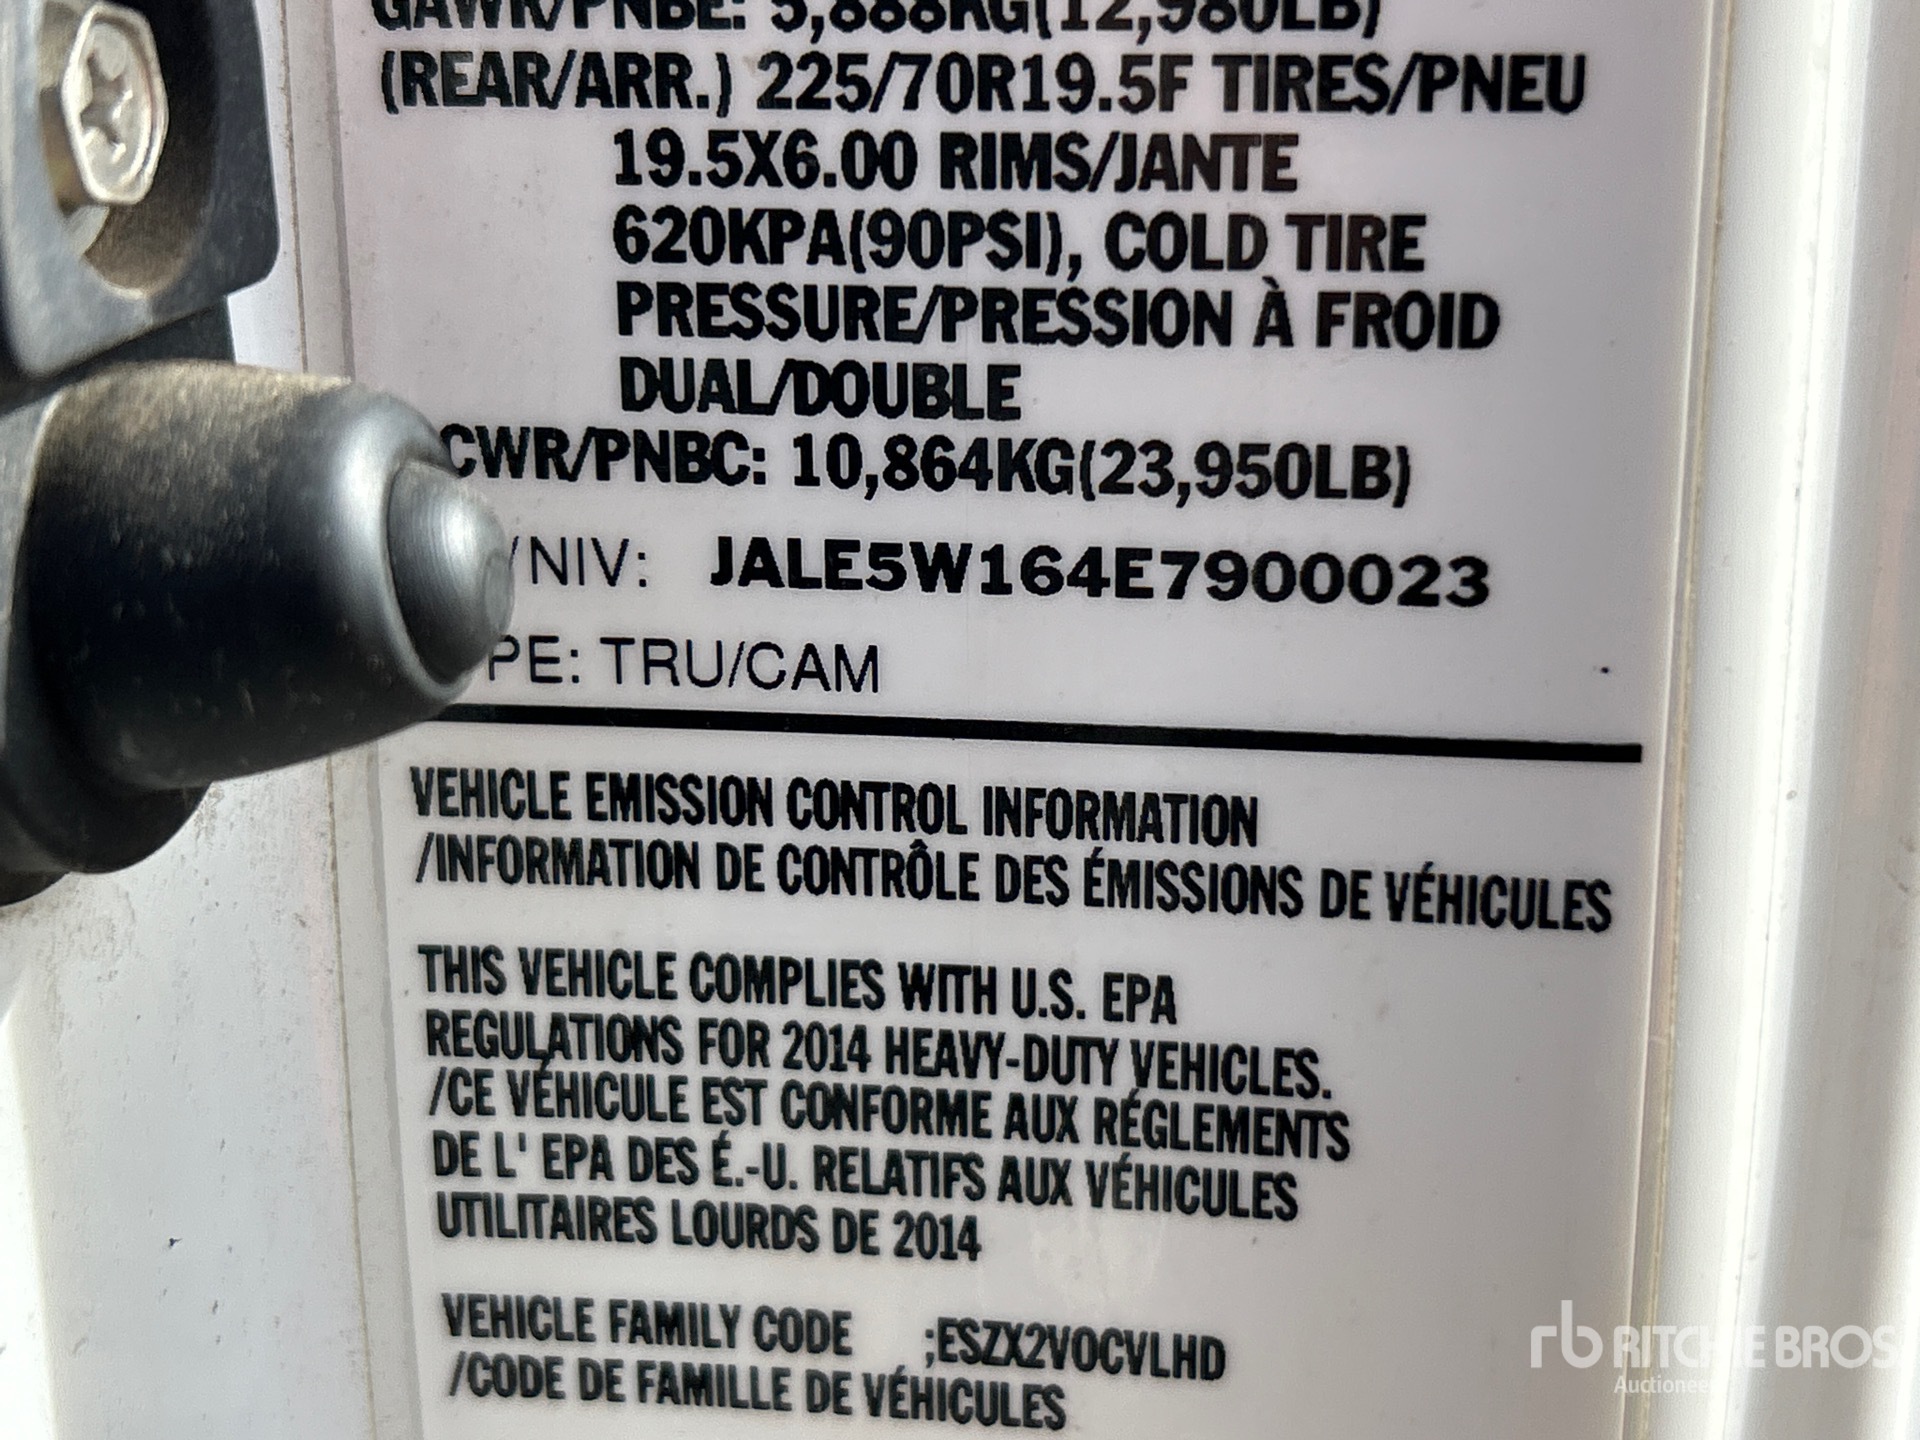 GAWR/PNBE: 5,888KG(12,980LB)
(REAR/ARR.) 225/70R19.5F TIRES/PNEU
19.5X6.00 RIMS/JANTE
620KPA(90PSI), COLD TIRE
PRESSURE/PRESSION À FROID
DUAL/DOUBLE
CWR/PNBC: 10,864KG(23,950LB)
/NIV: JALE5W164E7900023
PE: TRU/CAM
VEHICLE EMISSION CONTROL INFORMATION
/INFORMATION DE CONTRÔLE DES ÉMISSIONS DE VÉHICULES
THIS VEHICLE COMPLIES WITH U.S. EPA
REGULATIONS FOR 2014 HEAVY-DUTY VEHICLES.
/CE VÉHICULE EST CONFORME AUX RÉGLEMENTS
DE L' EPA DES É.-U. RELATIFS AUX VÉHICULES
UTILITAIRES LOURDS DE 2014
VEHICLE FAMILY CODE ;ESZX2VOCVLHD
/CODE DE FAMILLE DE VÉHICULES
rb RITCHIE BROS
Auctioneers